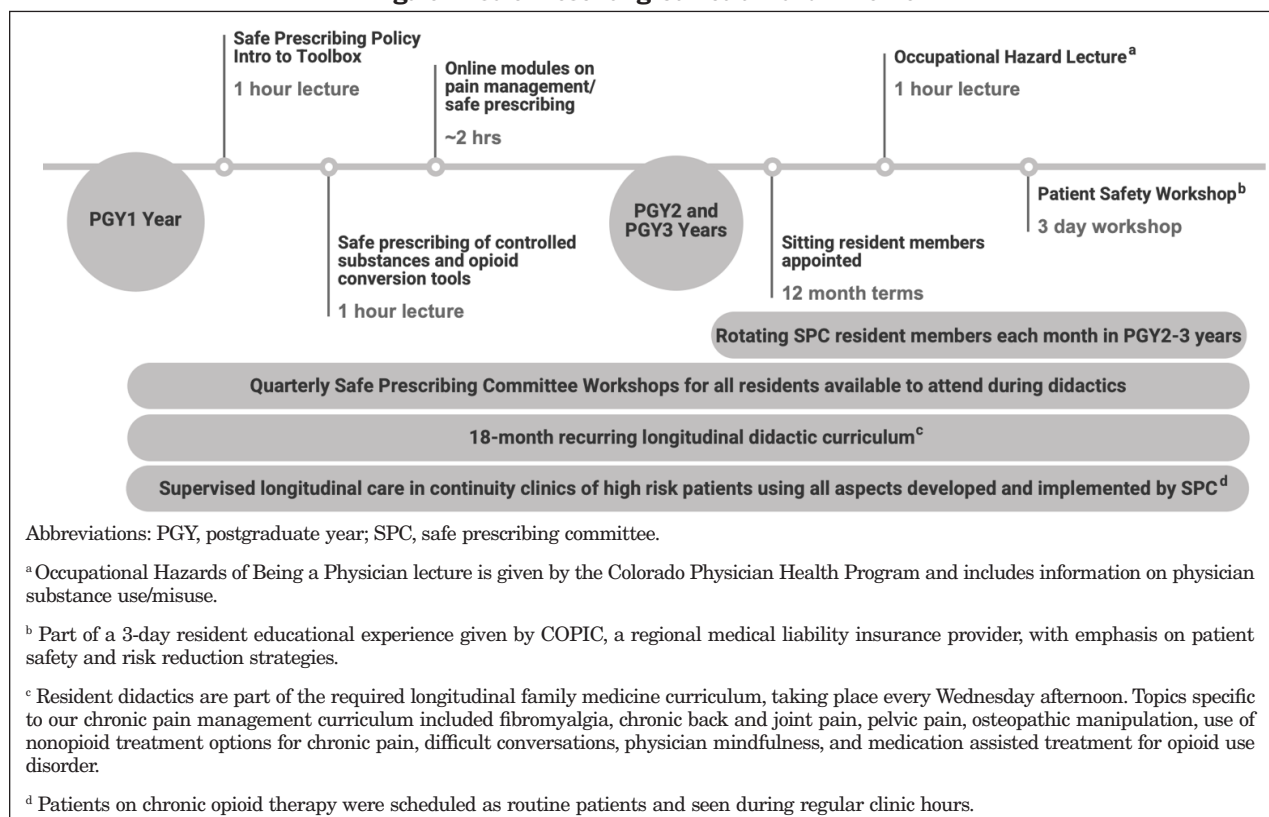 Safe Prescribing Policy
Intro to Toolbox
1 hour lecture
Online modules on
pain management/
safe prescribing
~2 hrs
Occupational Hazard Lectureᵃ
1 hour lecture
PGY1 Year
PGY2 and
PGY3 Years
Safe prescribing of controlled
substances and opioid
conversion tools
1 hour lecture
Sitting resident members
appointed
12 month terms
Patient Safety Workshopᵇ
3 day workshop
Rotating SPC resident members each month in PGY2-3 years
Quarterly Safe Prescribing Committee Workshops for all residents available to attend during didactics
18-month recurring longitudinal didactic curriculumᶜ
Supervised longitudinal care in continuity clinics of high risk patients using all aspects developed and implemented by SPCᵈ
Abbreviations: PGY, postgraduate year; SPC, safe prescribing committee.
ᵃ Occupational Hazards of Being a Physician lecture is given by the Colorado Physician Health Program and includes information on physician
substance use/misuse.
ᵇ Part of a 3-day resident educational experience given by COPIC, a regional medical liability insurance provider, with emphasis on patient
safety and risk reduction strategies.
ᶜ Resident didactics are part of the required longitudinal family medicine curriculum, taking place every Wednesday afternoon. Topics specific
to our chronic pain management curriculum included fibromyalgia, chronic back and joint pain, pelvic pain, osteopathic manipulation, use of
nonopioid treatment options for chronic pain, difficult conversations, physician mindfulness, and medication assisted treatment for opioid use
disorder.
ᵈ Patients on chronic opioid therapy were scheduled as routine patients and seen during regular clinic hours.